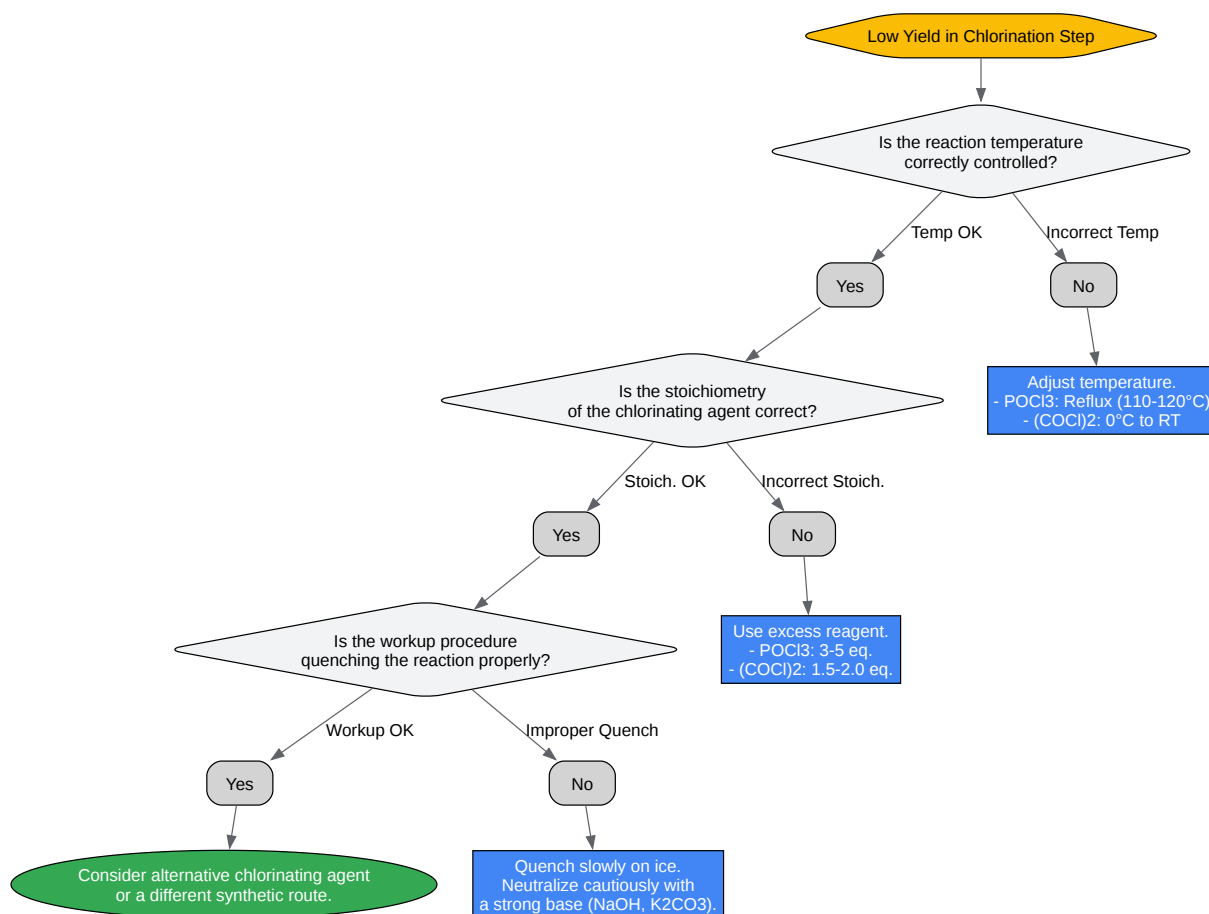 Low Yield in Chlorination Step
Is the reaction temperature
correctly controlled?
Temp OK
Incorrect Temp
Yes
No
Is the stoichiometry
of the chlorinating agent correct?
Adjust temperature.
- POCl3: Reflux (110-120°C)
- (COCl)2: 0°C to RT
Stoich. OK
Incorrect Stoich.
Yes
No
Is the workup procedure
quenching the reaction properly?
Use excess reagent.
- POCl3: 3-5 eq.
- (COCl)2: 1.5-2.0 eq.
Workup OK
Improper Quench
Yes
No
Consider alternative chlorinating agent
or a different synthetic route.
Quench slowly on ice.
Neutralize cautiously with
a strong base (NaOH, K2CO3).